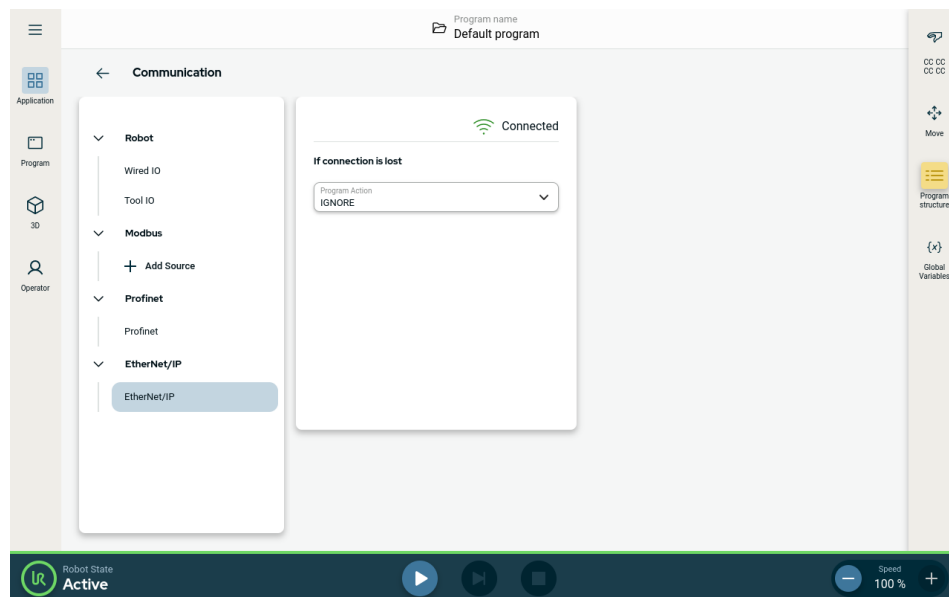 Program name
Default program
Communication
Application
Program
3D
Operator
Robot
Wired IO
Tool IO
Modbus
Add Source
Profinet
Profinet
EtherNet/IP
EtherNet/IP
Connected
If connection is lost
Program Action
IGNORE
CC CC
CC CC
Move
Program
structure
{x}
Global
Variables
UR
Robot State
Active
Speed
100 %